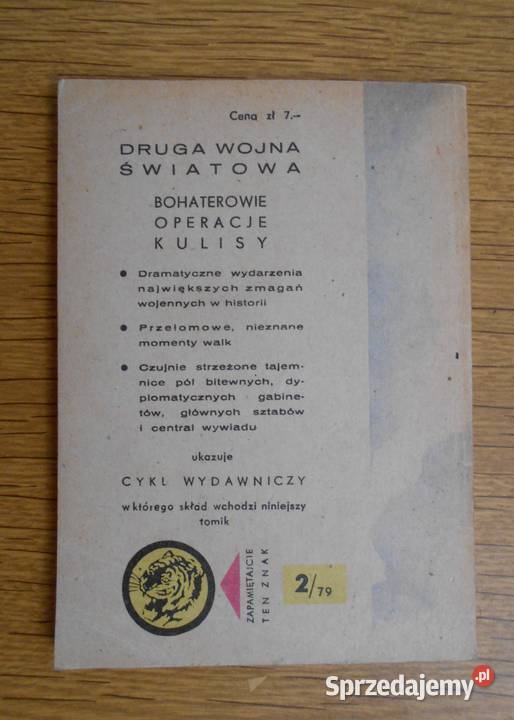 Cena zł 7.–
DRUGA WOJNA
ŚWIATOWA
BOHATEROWIE
OPERACJE
KULISY
● Dramatyczne wydarzenia
największych zmagań
wojennych w historii
● Przełomowe, nieznane
momenty walk
● Czujnie strzeżone tajem-
nice pól bitewnych, dy-
plomatycznych gabine-
tów, głównych sztabów
i central wywiadu
ukazuje
CYKL WYDAWNICZY
w którego skład wchodzi niniejszy
tomik
ZAPAMIĘTAJCIE
TEN ZNAK
2/79
Sprzedajemy.pl